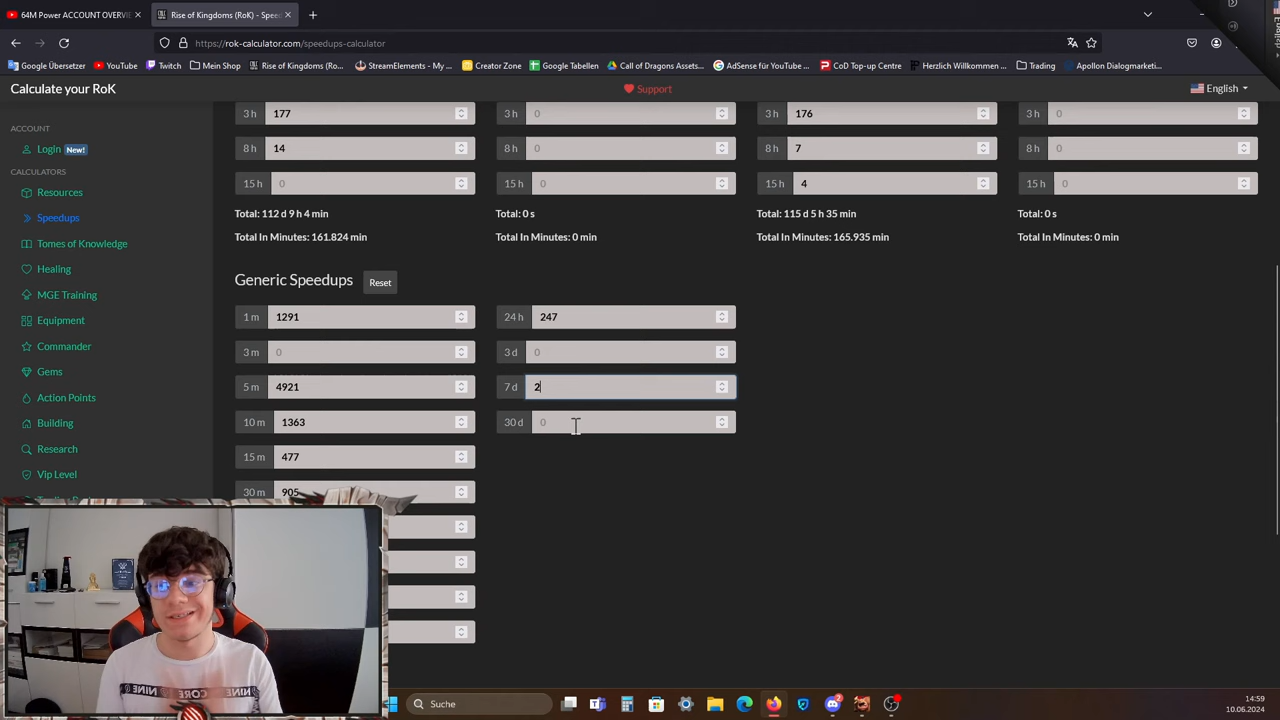 64M Power ACCOUNT OVERVIE
Rise of Kingdoms (RoK) - Speed
https://rok-calculator.com/speedups-calculator
Google Übersetzer YouTube Twitch Mein Shop Rise of Kingdoms (Ro... StreamElements - My ... Creator Zone Google Tabellen Call of Dragons Assets... AdSense für YouTube ... CoD Top-up Centre Herzlich Willkommen ... Trading Apollon Dialogmarketi...
Calculate your RoK
Support
English
ACCOUNT
Login New!
CALCULATORS
Resources
Speedups
Tomes of Knowledge
Healing
MGE Training
Equipment
Commander
Gems
Action Points
Building
Research
Vip Level
3 h 177 3 h 0 3 h 176 3 h 0
8 h 14 8 h 0 8 h 7 8 h 0
15 h 0 15 h 0 15 h 4 15 h 0
Total: 112 d 9 h 4 min Total: 0 s Total: 115 d 5 h 35 min Total: 0 s
Total In Minutes: 161.824 min Total In Minutes: 0 min Total In Minutes: 165.935 min Total In Minutes: 0 min
Generic Speedups Reset
1 m 1291 24 h 247
3 m 0 3 d 0
5 m 4921 7 d 2
10 m 1363 30 d 0
15 m 477
30 m 905
CORE NINE
Suche
14:59
10.06.2024